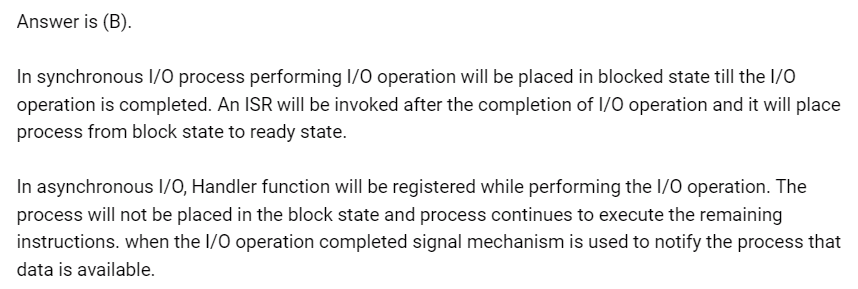 Answer is (B).
In synchronous I/O process performing I/O operation will be placed in blocked state till the I/O
operation is completed. An ISR will be invoked after the completion of I/O operation and it will place
process from block state to ready state.
In asynchronous I/O, Handler function will be registered while performing the I/O operation. The
process will not be placed in the block state and process continues to execute the remaining
instructions. when the I/O operation completed signal mechanism is used to notify the process that
data is available.